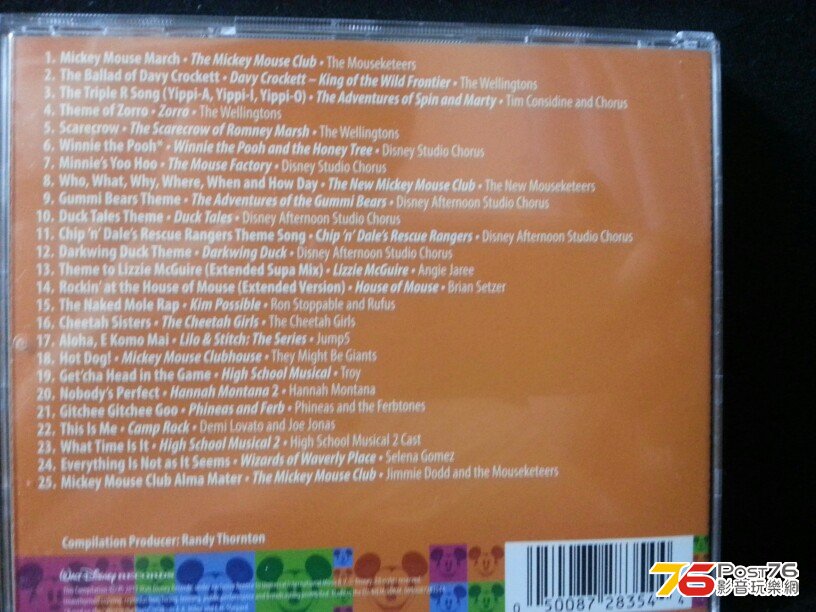 1. Mickey Mouse March • The Mickey Mouse Club • The Mouseketeers
2. The Ballad of Davy Crockett • Davy Crockett – King of the Wild Frontier • The Wellingtons
3. The Triple R Song (Yippi-A, Yippi-I, Yippi-O) • The Adventures of Spin and Marty • Tim Considine and Chorus
4. Theme of Zorro • Zorro • The Wellingtons
5. Scarecrow • The Scarecrow of Romney Marsh • The Wellingtons
6. Winnie the Pooh* • Winnie the Pooh and the Honey Tree • Disney Studio Chorus
7. Minnie's Yoo Hoo • The Mouse Factory • Disney Studio Chorus
8. Who, What, Why, Where, When and How Day • The New Mickey Mouse Club • The New Mouseketeers
9. Gummi Bears Theme • The Adventures of the Gummi Bears • Disney Afternoon Studio Chorus
10. Duck Tales Theme • Duck Tales • Disney Afternoon Studio Chorus
11. Chip 'n' Dale's Rescue Rangers Theme Song • Chip 'n' Dale's Rescue Rangers • Disney Afternoon Studio Chorus
12. Darkwing Duck Theme • Darkwing Duck • Disney Afternoon Studio Chorus
13. Theme to Lizzie McGuire (Extended Supa Mix) • Lizzie McGuire • Angie Jaree
14. Rockin' at the House of Mouse (Extended Version) • House of Mouse • Brian Setzer
15. The Naked Mole Rap • Kim Possible • Ron Stoppable and Rufus
16. Cheetah Sisters • The Cheetah Girls • The Cheetah Girls
17. Aloha, E Komo Mai • Lilo & Stitch: The Series • Jump5
18. Hot Dog! • Mickey Mouse Clubhouse • They Might Be Giants
19. Get'cha Head in the Game • High School Musical • Troy
20. Nobody's Perfect • Hannah Montana 2 • Hannah Montana
21. Gitchee Gitchee Goo • Phineas and Ferb • Phineas and the Ferbtones
22. This Is Me • Camp Rock • Demi Lovato and Joe Jonas
23. What Time Is It • High School Musical 2 • High School Musical 2 Cast
24. Everything Is Not as It Seems • Wizards of Waverly Place • Selena Gomez
25. Mickey Mouse Club Alma Mater • The Mickey Mouse Club • Jimmie Dodd and the Mouseketeers
Compilation Producer: Randy Thornton
WALT DISNEY RECORDS
0 50087 28354
76 Post76
影音玩樂網